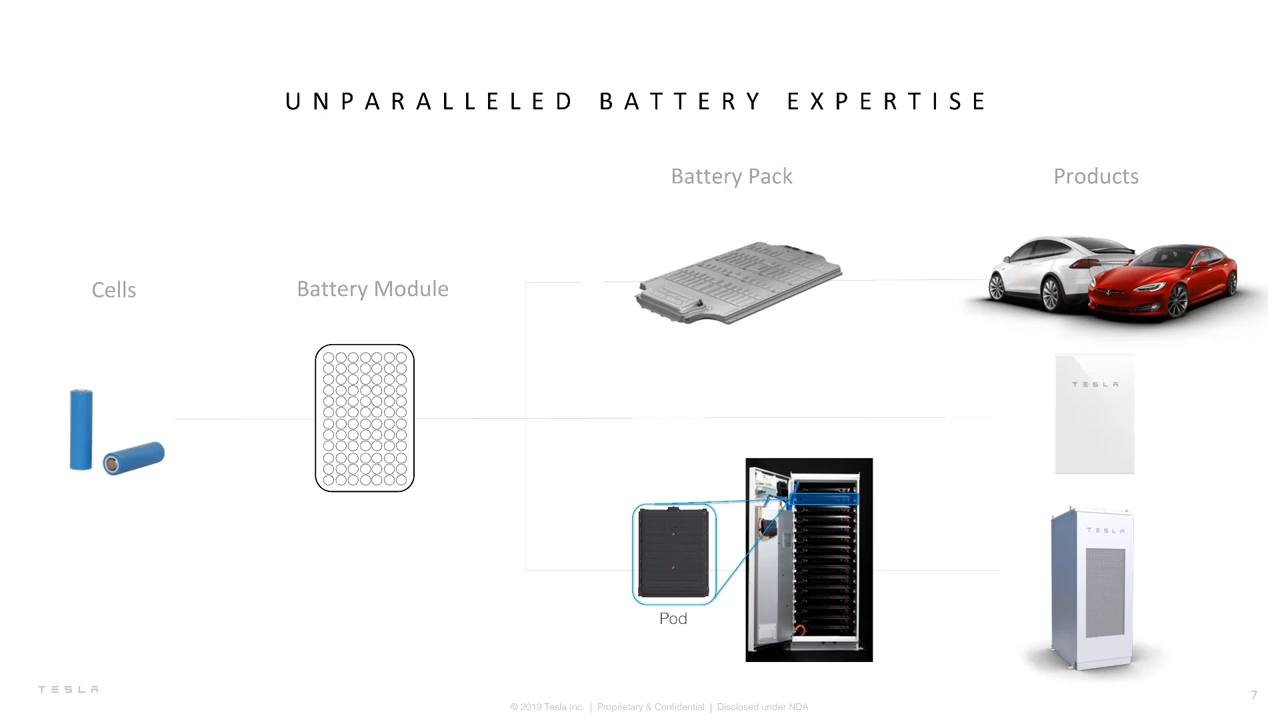 UNPARALLELED BATTERY EXPERTISE
Battery Pack
Products
Cells
Battery Module
TESLA
TESLA
Pod
TESLA
© 2019 Tesla Inc. | Proprietary & Confidential | Disclosed under NDA
7